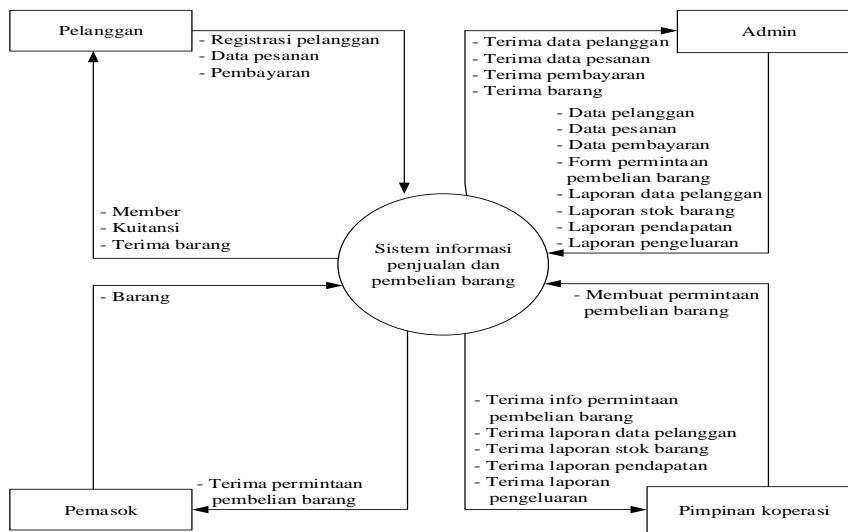 Pelanggan
- Registrasi pelanggan
- Data pesanan
- Pembayaran
- Terima data pelanggan
- Terima data pesanan
- Terima pembayaran
- Terima barang
Admin
- Data pelanggan
- Data pesanan
- Data pembayaran
- Form permintaan
pembelian barang
- Laporan data pelanggan
- Laporan stok barang
- Laporan pendapatan
- Laporan pengeluaran
- Member
- Kuitansi
- Terima barang
Sistem informasi
penjualan dan
pembelian barang
- Barang
- Membuat permintaan
pembelian barang
- Terima info permintaan
pembelian barang
- Terima laporan data pelanggan
- Terima laporan stok barang
- Terima laporan pendapatan
- Terima laporan
pengeluaran
- Terima permintaan
pembelian barang
Pemasok
Pimpinan koperasi